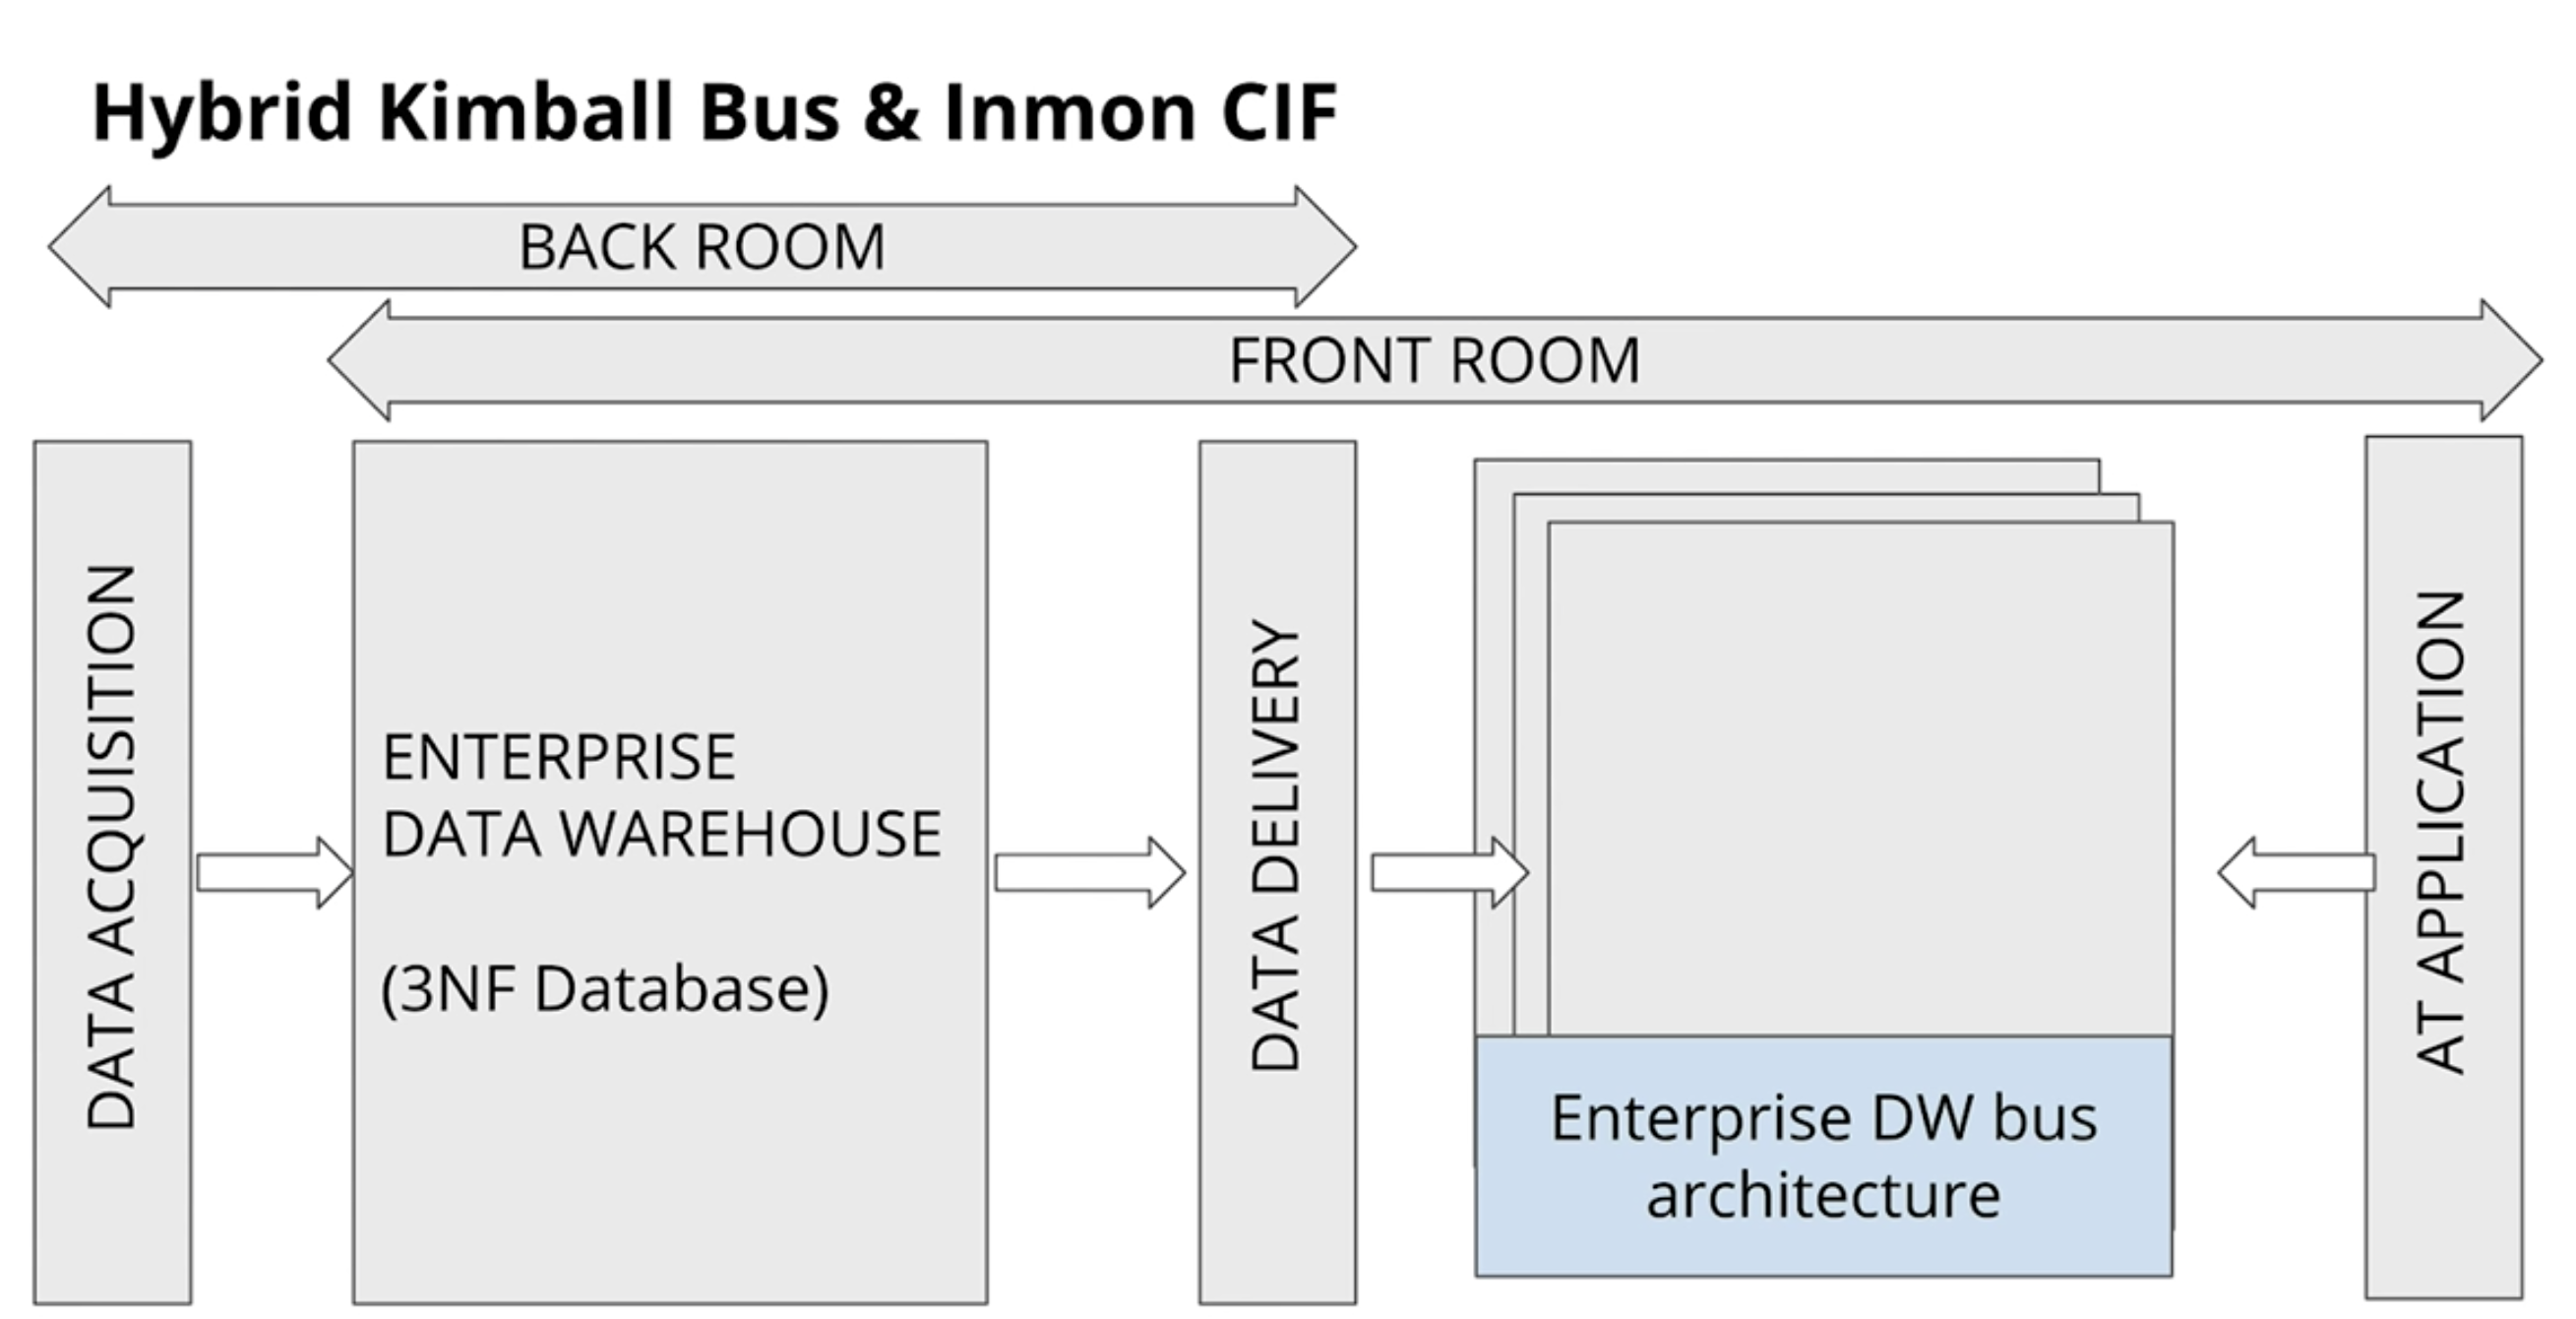 Hybrid Kimball Bus & Inmon CIF
BACK ROOM
FRONT ROOM
DATA ACQUISITION
ENTERPRISE
DATA WAREHOUSE
(3NF Database)
DATA DELIVERY
Enterprise DW bus
architecture
AT APPLICATION